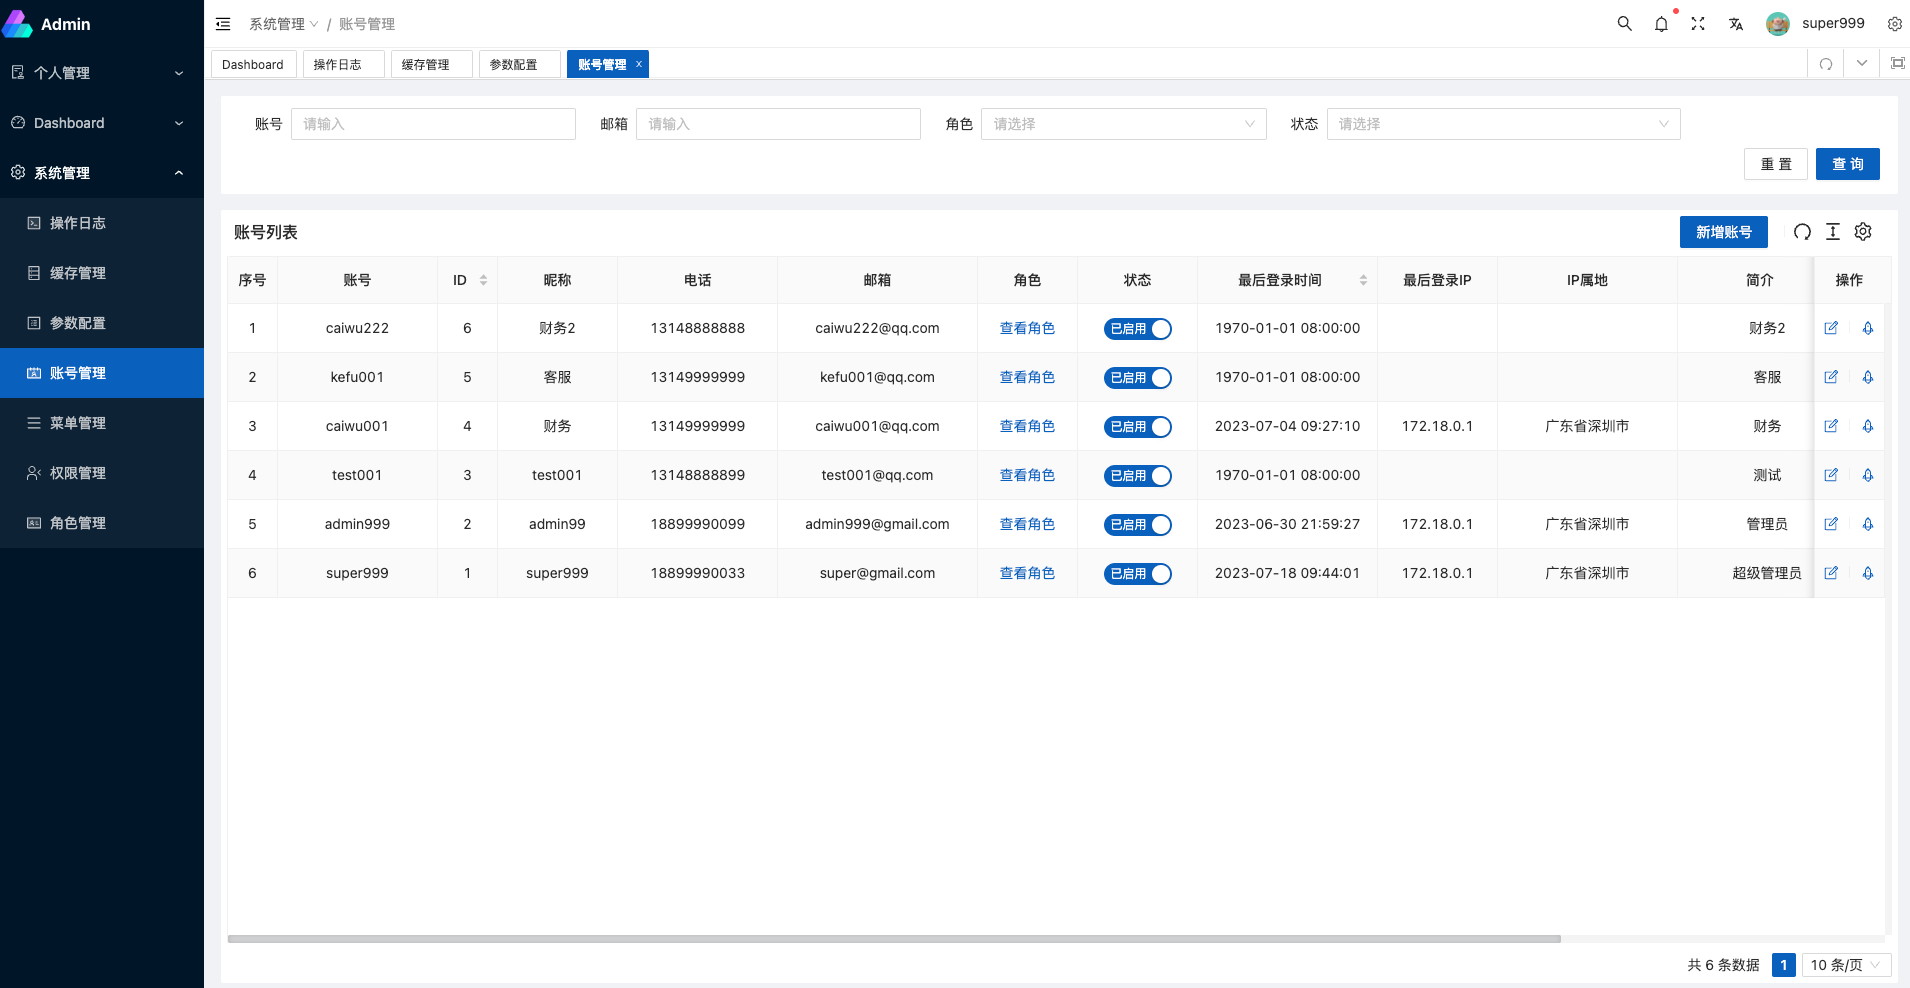 Admin
个人管理
Dashboard
系统管理
操作日志
缓存管理
参数配置
账号管理
菜单管理
权限管理
角色管理
系统管理 / 账号管理
super999
Dashboard 操作日志 缓存管理 参数配置 账号管理 x
账号 请输入 邮箱 请输入 角色 请选择 状态 请选择
重 置 查 询
账号列表 新增账号
序号 账号 ID 昵称 电话 邮箱 角色 状态 最后登录时间 最后登录IP IP属地 简介 操作
1 caiwu222 6 财务2 13148888888 caiwu222@qq.com 查看角色 已启用 1970-01-01 08:00:00 财务2
2 kefu001 5 客服 13149999999 kefu001@qq.com 查看角色 已启用 1970-01-01 08:00:00 客服
3 caiwu001 4 财务 13149999999 caiwu001@qq.com 查看角色 已启用 2023-07-04 09:27:10 172.18.0.1 广东省深圳市 财务
4 test001 3 test001 13148888899 test001@qq.com 查看角色 已启用 1970-01-01 08:00:00 测试
5 admin999 2 admin99 18899990099 admin999@gmail.com 查看角色 已启用 2023-06-30 21:59:27 172.18.0.1 广东省深圳市 管理员
6 super999 1 super999 18899990033 super@gmail.com 查看角色 已启用 2023-07-18 09:44:01 172.18.0.1 广东省深圳市 超级管理员
共 6 条数据 1 10 条/页